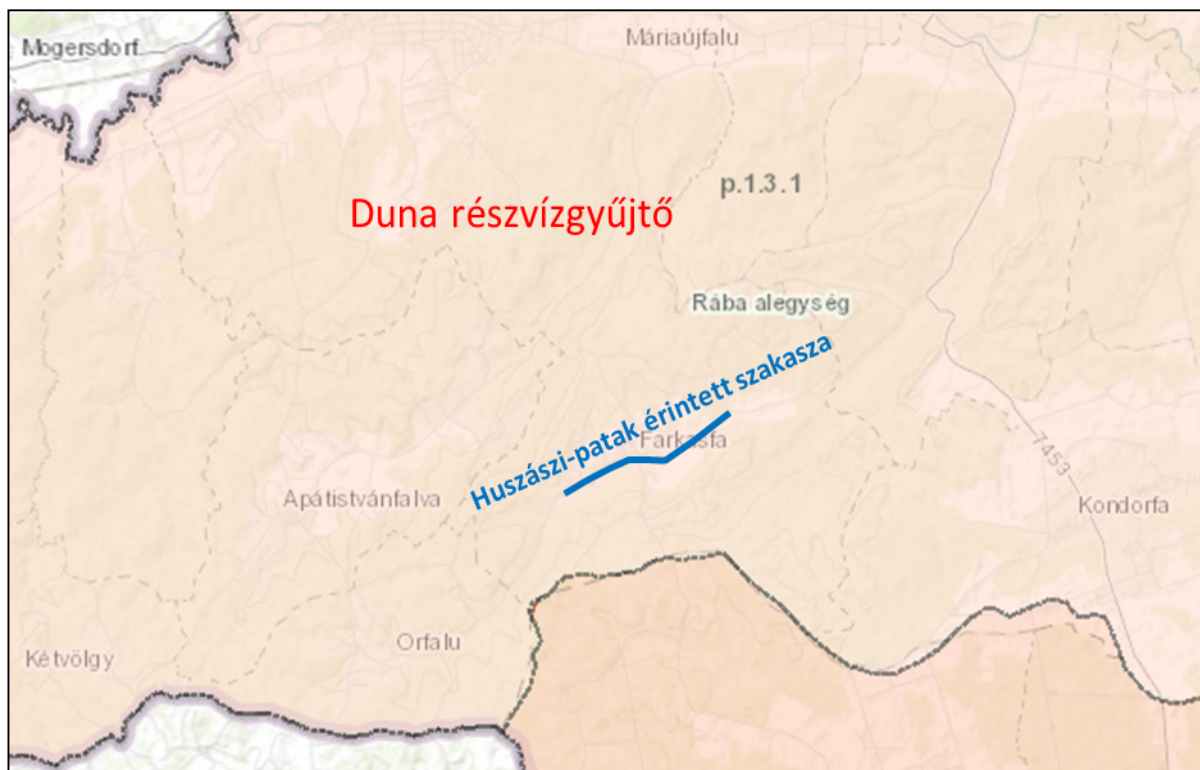 Mogersdorf
Máriaújfalu
p.1.3.1
Duna részvízgyűjtő
Rába alegység
Huszászi-patak érintett szakasza
Farkasfa
7453
Apátistvánfalva
Kondorfa
Orfalu
Kétvölgy